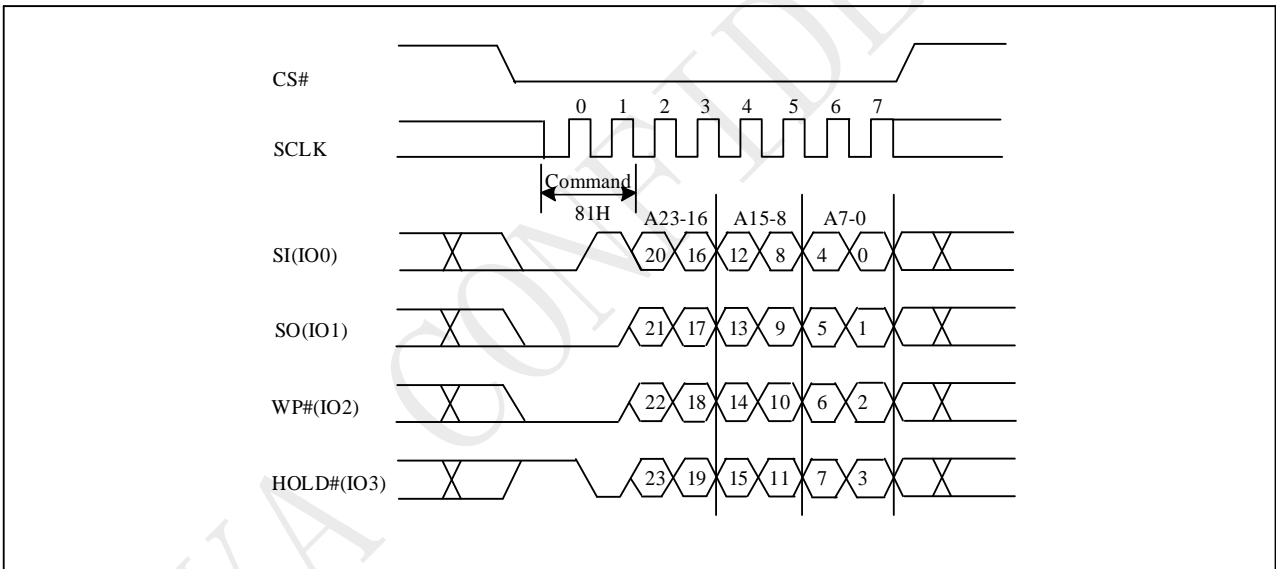 CS#
0 1 2 3 4 5 6 7
SCLK
Command
81H
A23-16 A15-8 A7-0
SI(IO0) 20 16 12 8 4 0
SO(IO1) 21 17 13 9 5 1
WP#(IO2) 22 18 14 10 6 2
HOLD#(IO3) 23 19 15 11 7 3